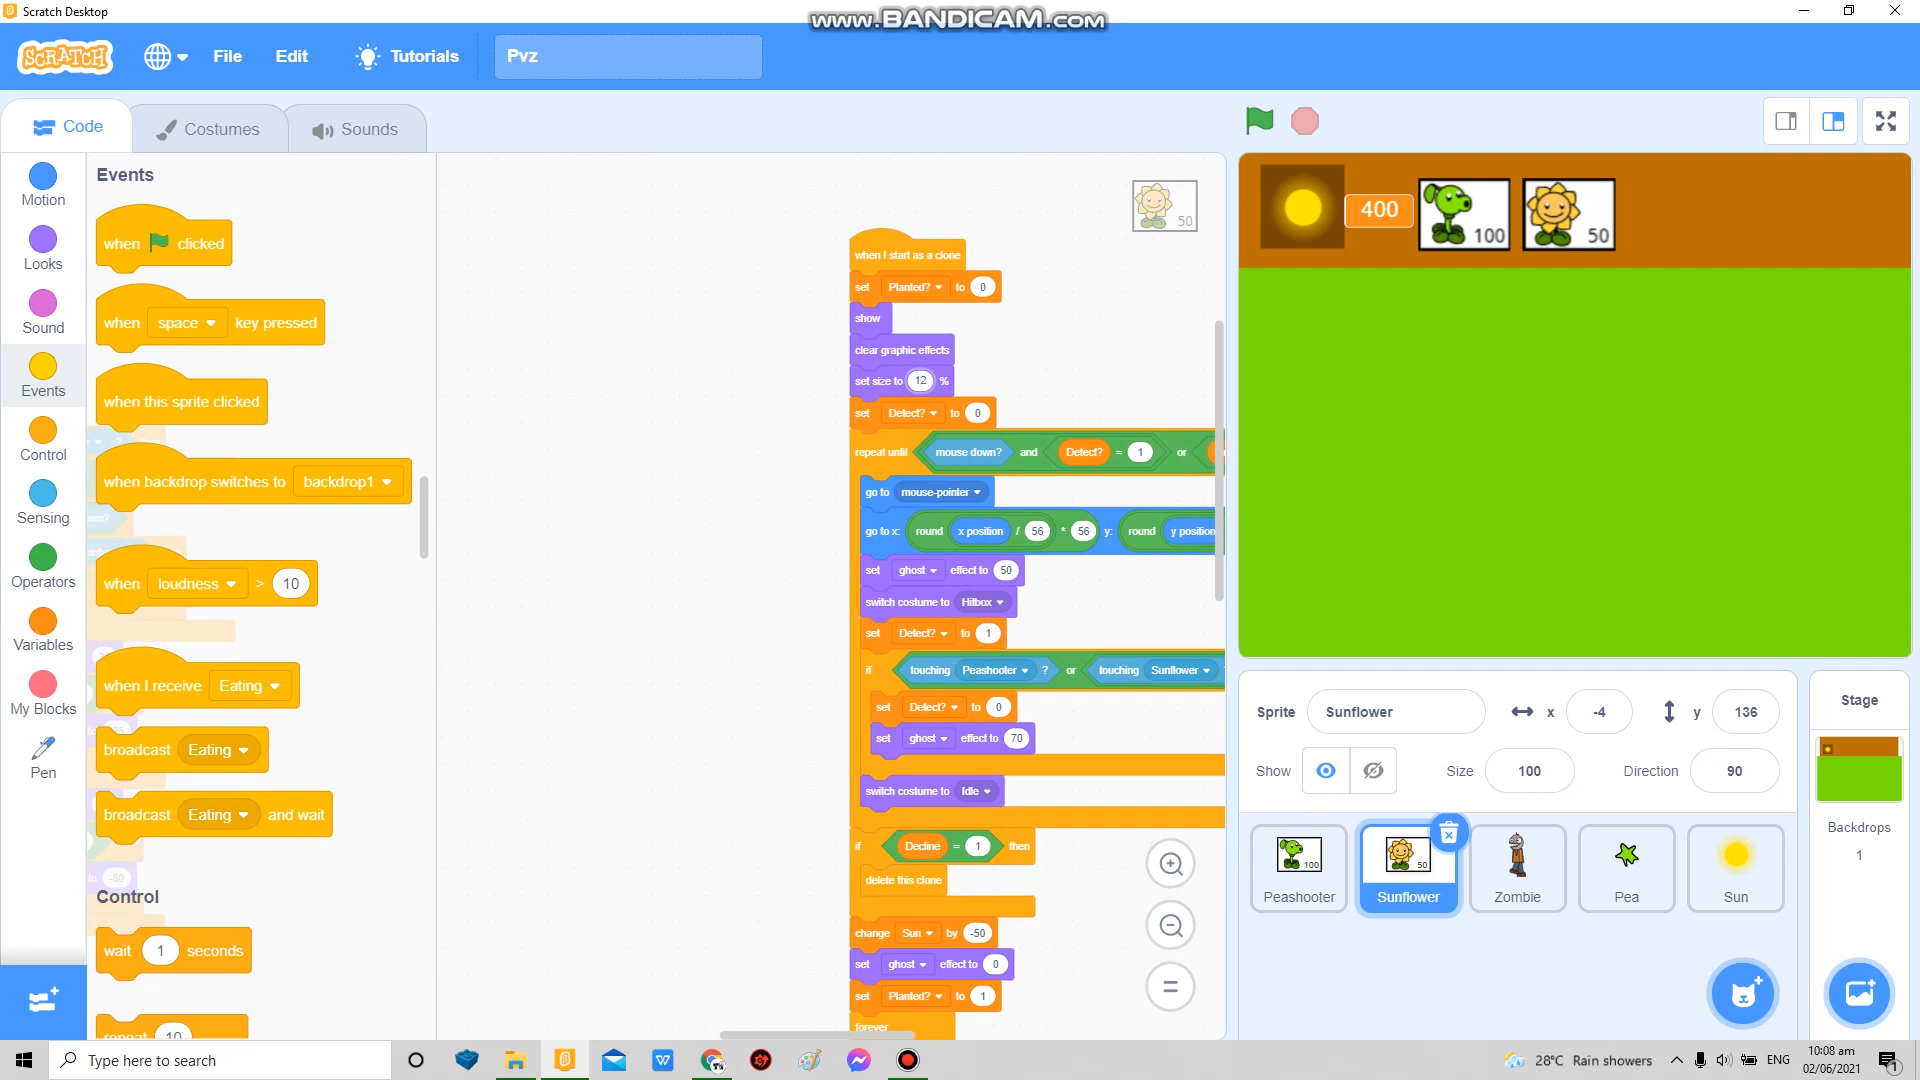 Scratch Desktop
www.BANDICAM.com
SCRATCH
File
Edit
Tutorials
Pvz
Code
Costumes
Sounds
Motion
Looks
Sound
Events
Control
Sensing
Operators
Variables
My Blocks
Pen
Events
when clicked
when space key pressed
when this sprite clicked
when backdrop switches to backdrop1
when loudness > 10
when I receive Eating
broadcast Eating
broadcast Eating and wait
Control
wait 1 seconds
repeat 10
50
when I start as a clone
set Planted? to 0
show
clear graphic effects
set size to 12 %
set Detect? to 0
repeat until mouse down? and Detect? = 1 or
go to mouse-pointer
go to x: round x position / 56 * 56 y: round y position
set ghost effect to 50
switch costume to Hitbox
set Detect? to 1
if touching Peashooter ? or touching Sunflower
set Detect? to 0
set ghost effect to 70
switch costume to Idle
if Decline = 1 then
delete this clone
change Sun by -50
set ghost effect to 0
set Planted? to 1
forever
400
100
50
Sprite
Sunflower
x
-4
y
136
Show
Size
100
Direction
90
Stage
Backdrops
1
100
Peashooter
50
Sunflower
Zombie
Pea
Sun
Type here to search
28°C Rain showers
ENG
10:08 am
02/06/2021
1